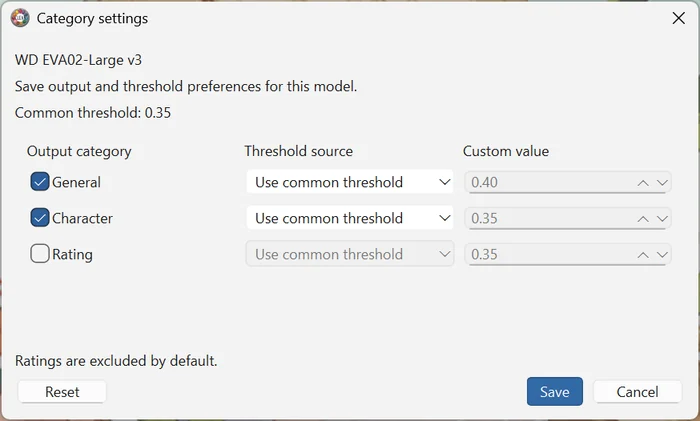 Category settings
WD EVA02-Large v3
Save output and threshold preferences for this model.
Common threshold: 0.35
Output category Threshold source Custom value
General Use common threshold 0.40
Character Use common threshold 0.35
Rating Use common threshold 0.35
Ratings are excluded by default.
Reset Save Cancel